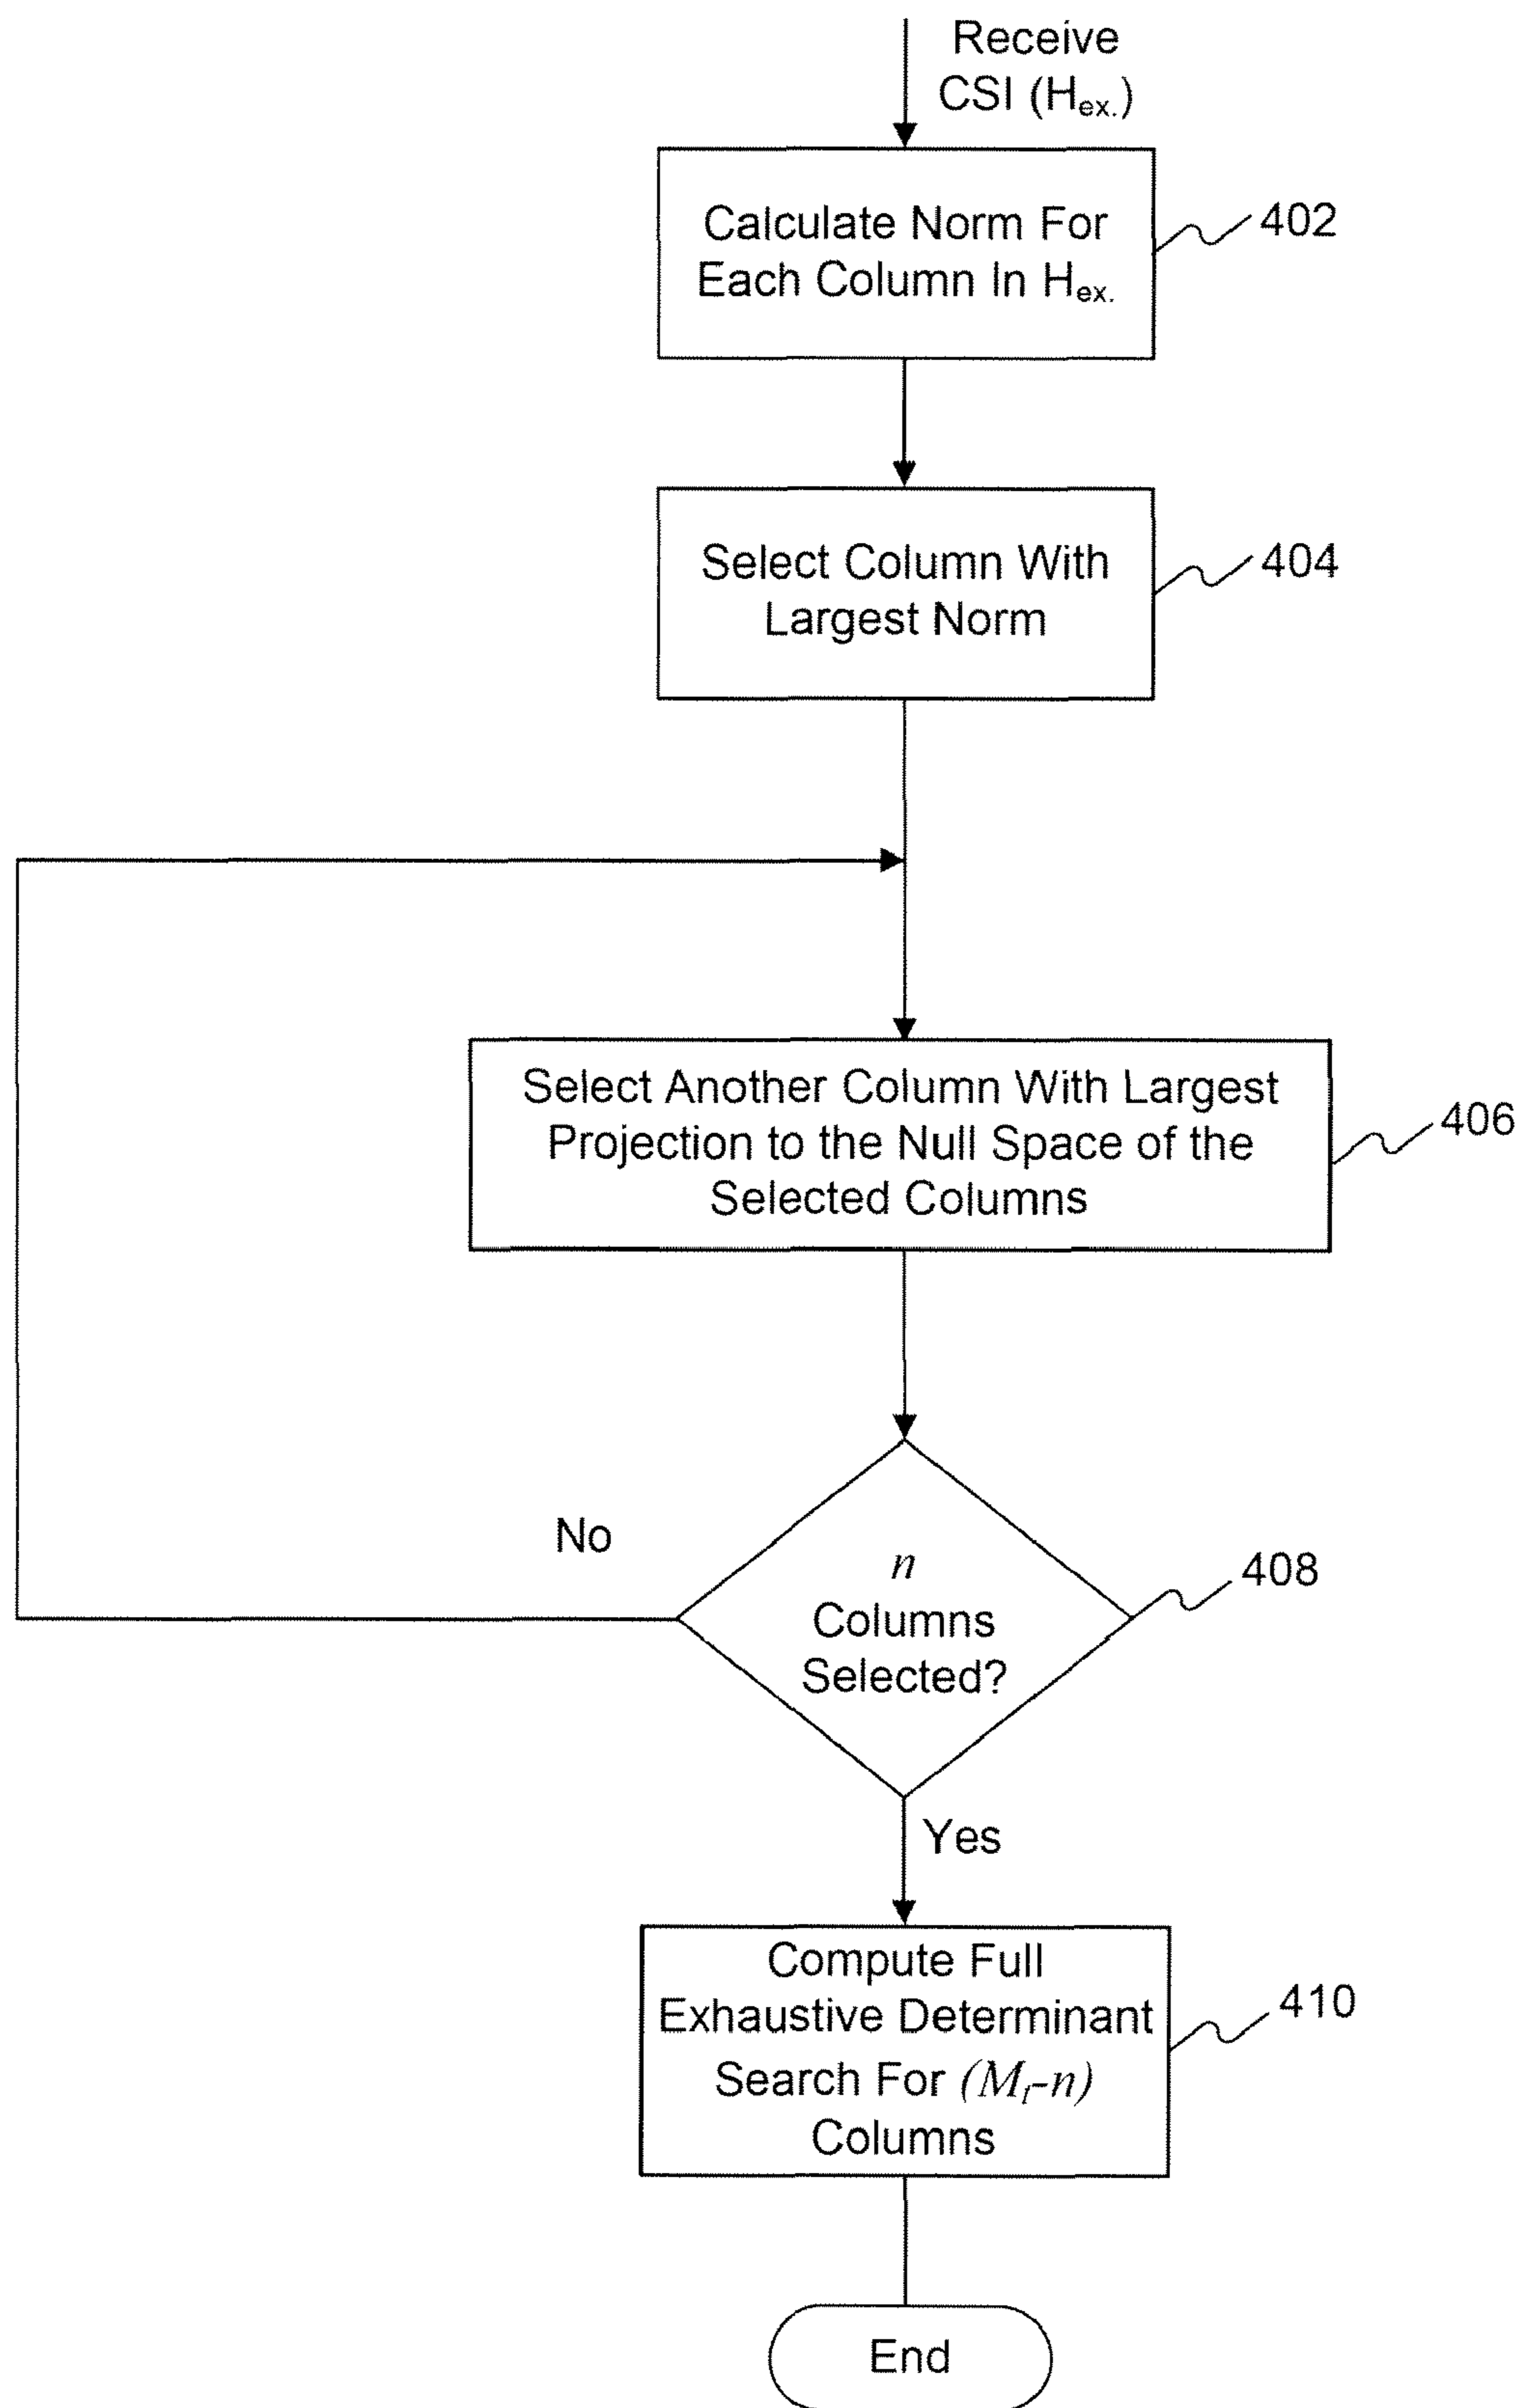 Receive
CSI (Hex.)
Calculate Norm For
Each Column In Hex.
402
Select Column With
Largest Norm
404
Select Another Column With Largest
Projection to the Null Space of the
Selected Columns
406
No
n
Columns
Selected?
408
Yes
Compute Full
Exhaustive Determinant
Search For (Mt-n)
Columns
410
End